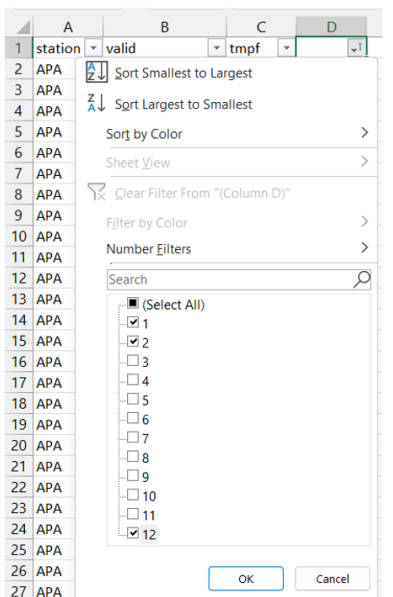 A B C D
1 station valid tmpf
2 APA
3 APA
4 APA
5 APA
6 APA
7 APA
8 APA
9 APA
10 APA
11 APA
12 APA
13 APA
14 APA
15 APA
16 APA
17 APA
18 APA
19 APA
20 APA
21 APA
22 APA
23 APA
24 APA
25 APA
26 APA
27 APA
Sort Smallest to Largest
Sort Largest to Smallest
Sort by Color
Sheet View
Clear Filter From "(Column D)"
Filter by Color
Number Filters
Search
(Select All)
1
2
3
4
5
6
7
8
9
10
11
12
OK Cancel